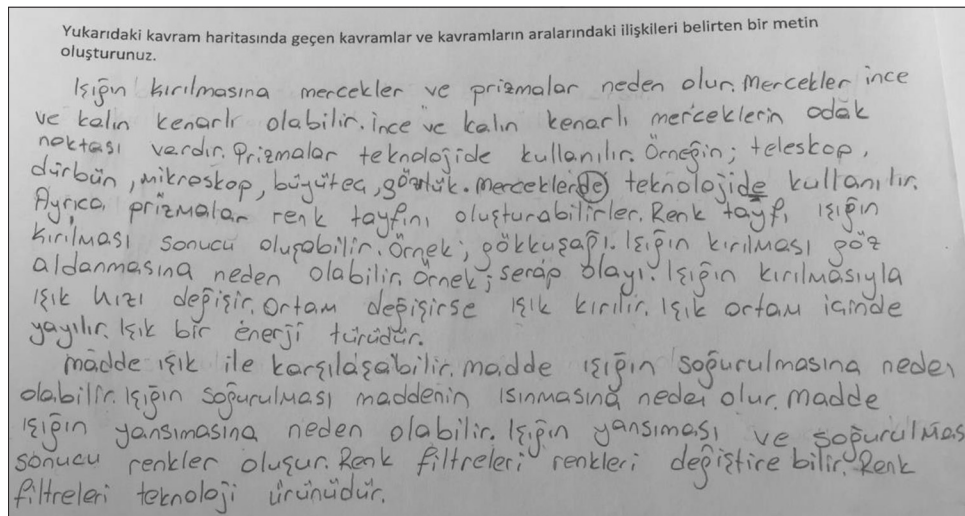 Yukarıdaki kavram haritasında geçen kavramlar ve kavramların aralarındaki ilişkileri belirten bir metin
oluşturunuz.
Işığın kırılmasına mercekler ve prizmalar neden olur. Mercekler ince
ve kalın kenarlı olabilir. İnce ve kalın kenarlı merceklerin odak
noktası vardır. Prizmalar teknolojide kullanılır. Örneğin; teleskop,
dürbün, mikroskop, büyüteç, gözlük. Merceklerde teknolojide kullanılır.
Ayrıca prizmalar renk tayfını oluşturabilirler. Renk tayfı ışığın
kırılması sonucu oluşabilir. Örnek; gökkuşağı. Işığın kırılması göz
aldanmasına neden olabilir. Örnek; serap olayı. Işığın kırılmasıyla
ışık hızı değişir. Ortam değişirse ışık kırılır. Işık ortam içinde
yayılır. Işık bir enerji türüdür.
madde ışık ile karşılaşabilir. madde ışığın soğurulmasına neden
olabilir. Işığın soğurulması maddenin ısınmasına neden olur. madde
ışığın yansımasına neden olabilir. Işığın yansıması ve soğurulmas
sonucu renkler oluşur. Renk filtreleri renkleri değiştirebilir. Renk
filtreleri teknoloji ürünüdür.